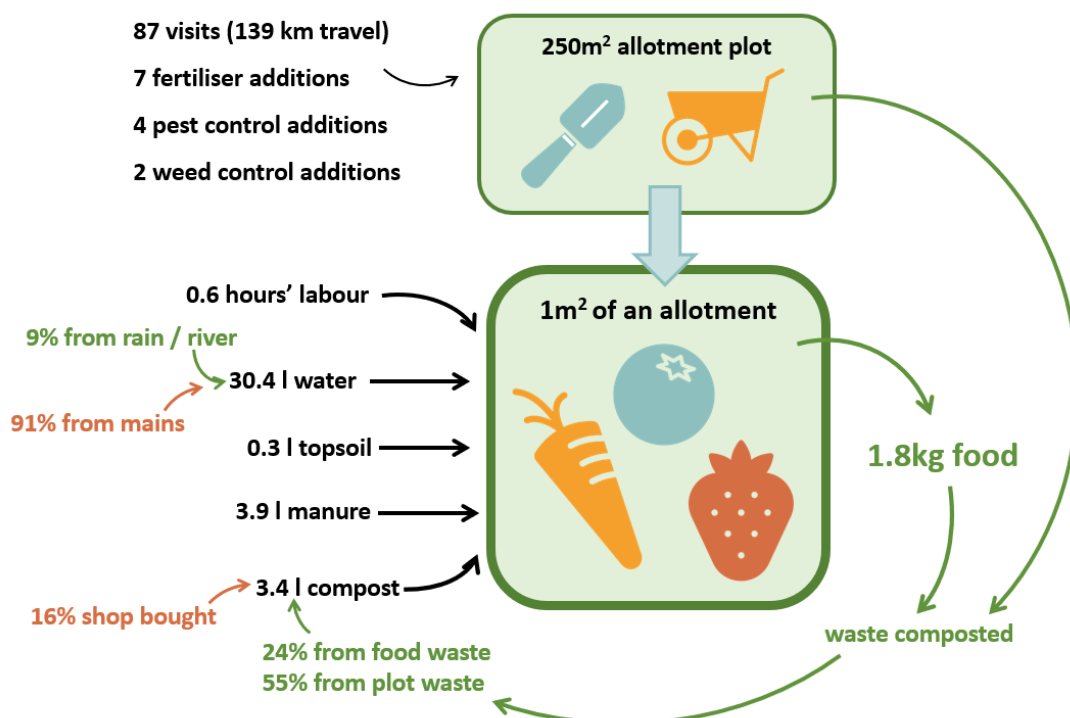 87 visits (139 km travel)
7 fertiliser additions
4 pest control additions
2 weed control additions
250m² allotment plot
1m² of an allotment
0.6 hours' labour
9% from rain / river
30.4 l water
91% from mains
0.3 l topsoil
3.9 l manure
3.4 l compost
16% shop bought
24% from food waste
55% from plot waste
1.8kg food
waste composted